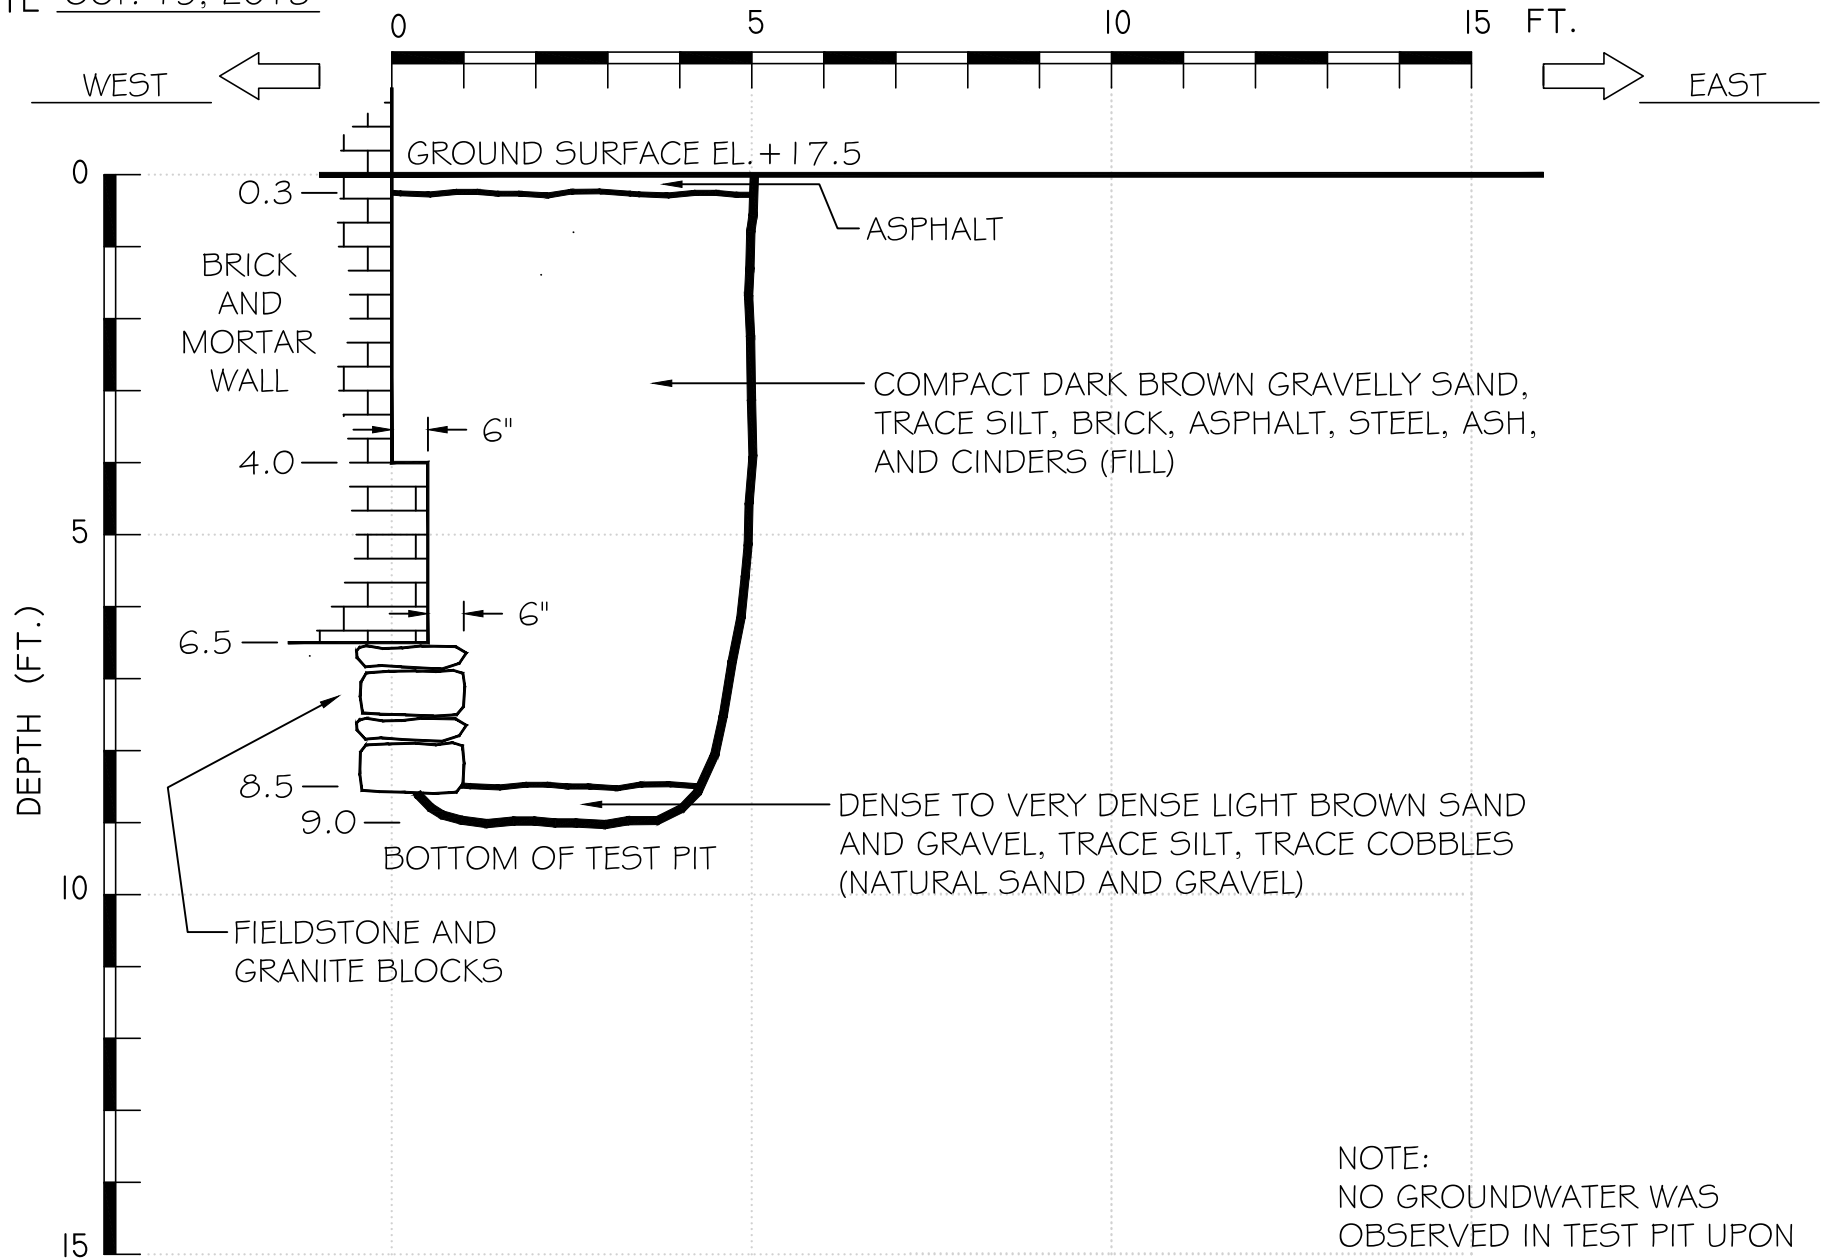 0 5 10 15 FT.
WEST EAST
GROUND SURFACE EL.+17.5
0
0.3
ASPHALT
BRICK
AND
MORTAR
WALL
COMPACT DARK BROWN GRAVELLY SAND,
TRACE SILT, BRICK, ASPHALT, STEEL, ASH,
AND CINDERS (FILL)
6"
4.0
5
6"
6.5
DEPTH (FT.)
8.5
9.0
DENSE TO VERY DENSE LIGHT BROWN SAND
AND GRAVEL, TRACE SILT, TRACE COBBLES
(NATURAL SAND AND GRAVEL)
BOTTOM OF TEST PIT
10
FIELDSTONE AND
GRANITE BLOCKS
NOTE:
NO GROUNDWATER WAS
OBSERVED IN TEST PIT UPON
15